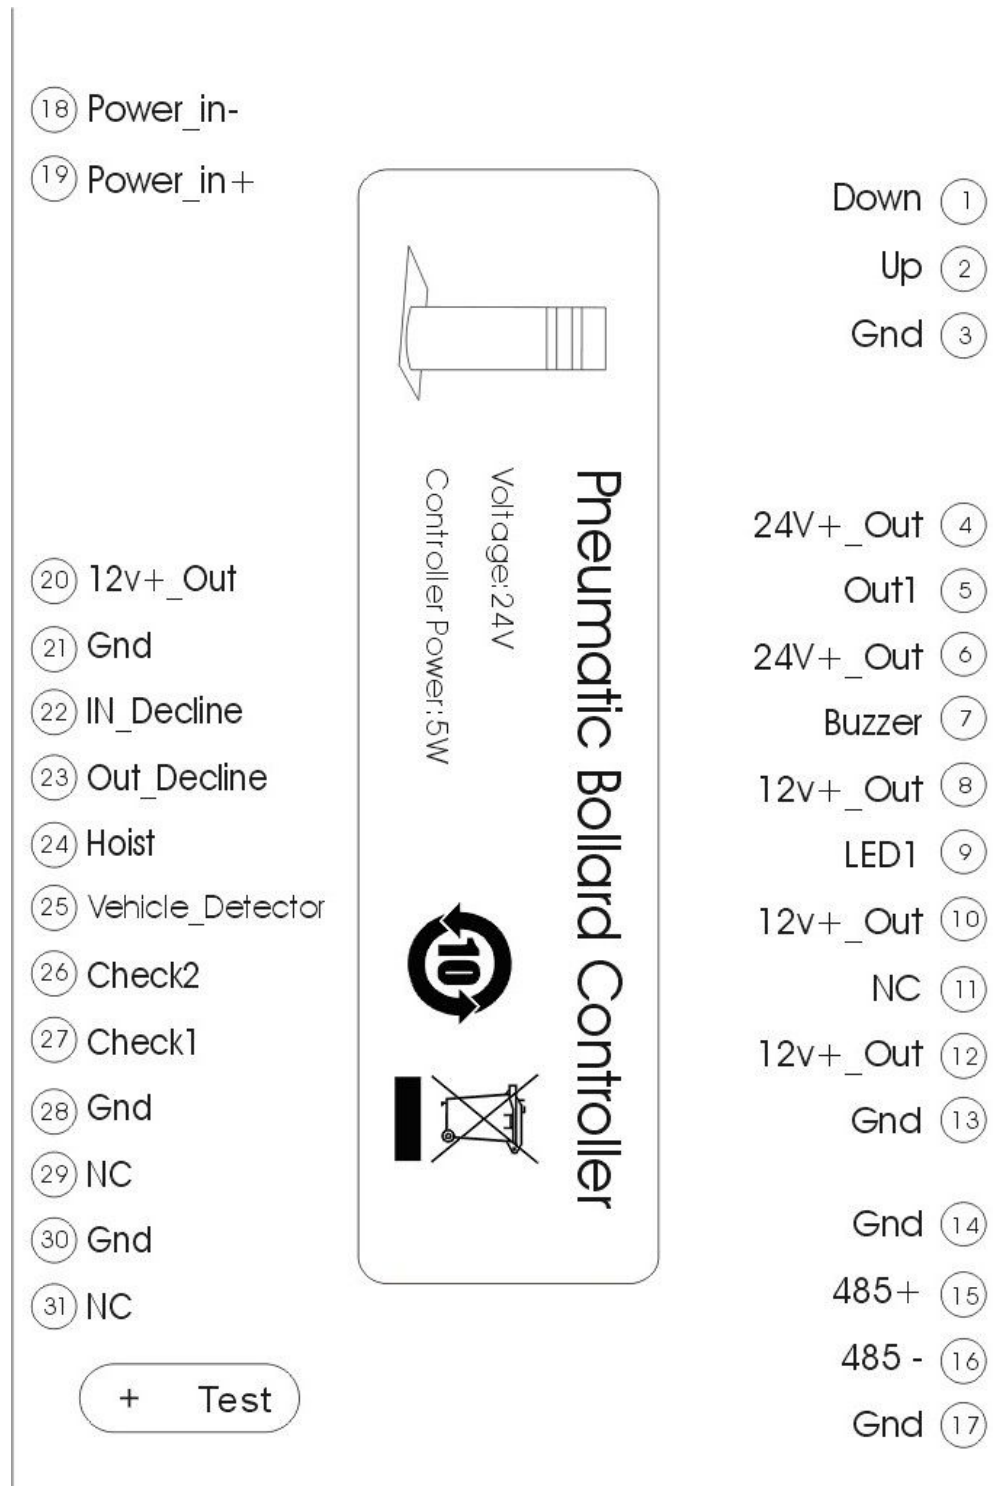 18 Power_in-
19 Power_in+
20 12v+_Out
21 Gnd
22 IN_Decline
23 Out_Decline
24 Hoist
25 Vehicle_Detector
26 Check2
27 Check1
28 Gnd
29 NC
30 Gnd
31 NC
+ Test
Pneumatic Bollard Controller
Voltage:24V
Controller Power:5W
10
Down 1
Up 2
Gnd 3
24V+_Out 4
Out1 5
24V+_Out 6
Buzzer 7
12v+_Out 8
LED1 9
12v+_Out 10
NC 11
12v+_Out 12
Gnd 13
Gnd 14
485+ 15
485 - 16
Gnd 17